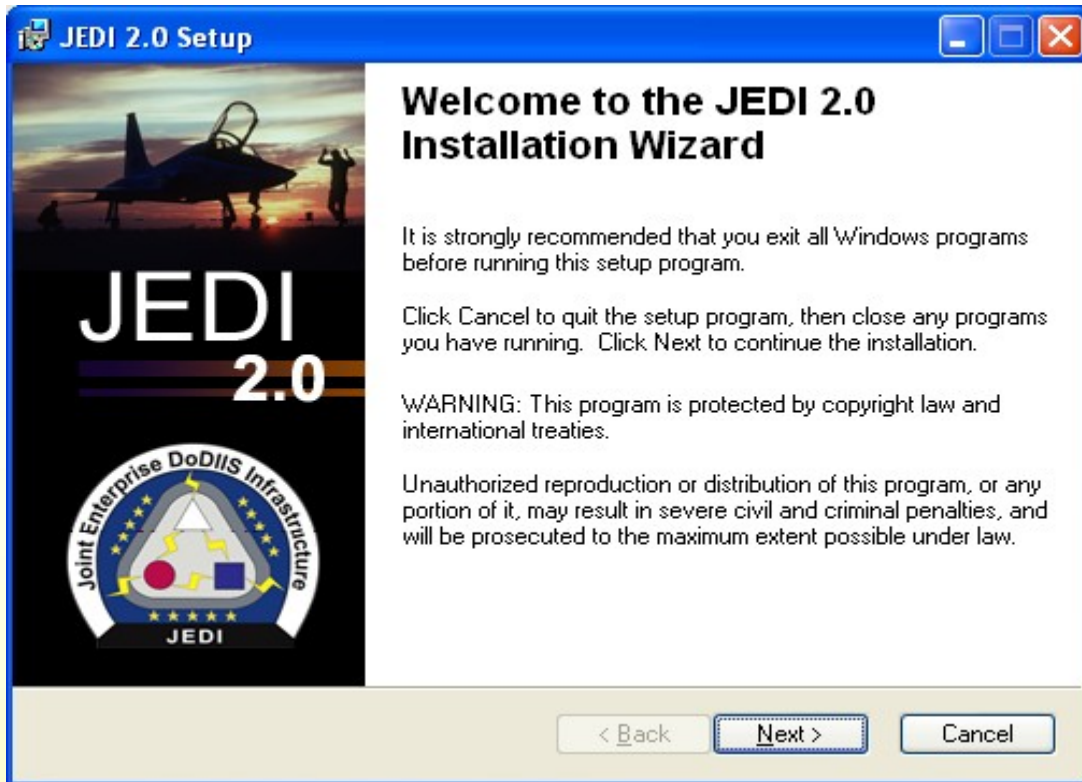 JEDI 2.0 Setup
Welcome to the JEDI 2.0
Installation Wizard
It is strongly recommended that you exit all Windows programs
before running this setup program.
Click Cancel to quit the setup program, then close any programs
you have running.  Click Next to continue the installation.
WARNING: This program is protected by copyright law and
international treaties.
Unauthorized reproduction or distribution of this program, or any
portion of it, may result in severe civil and criminal penalties, and
will be prosecuted to the maximum extent possible under law.
JEDI
2.0
Joint Enterprise DoDIIS Infrastructure
JEDI
< Back
Next >
Cancel